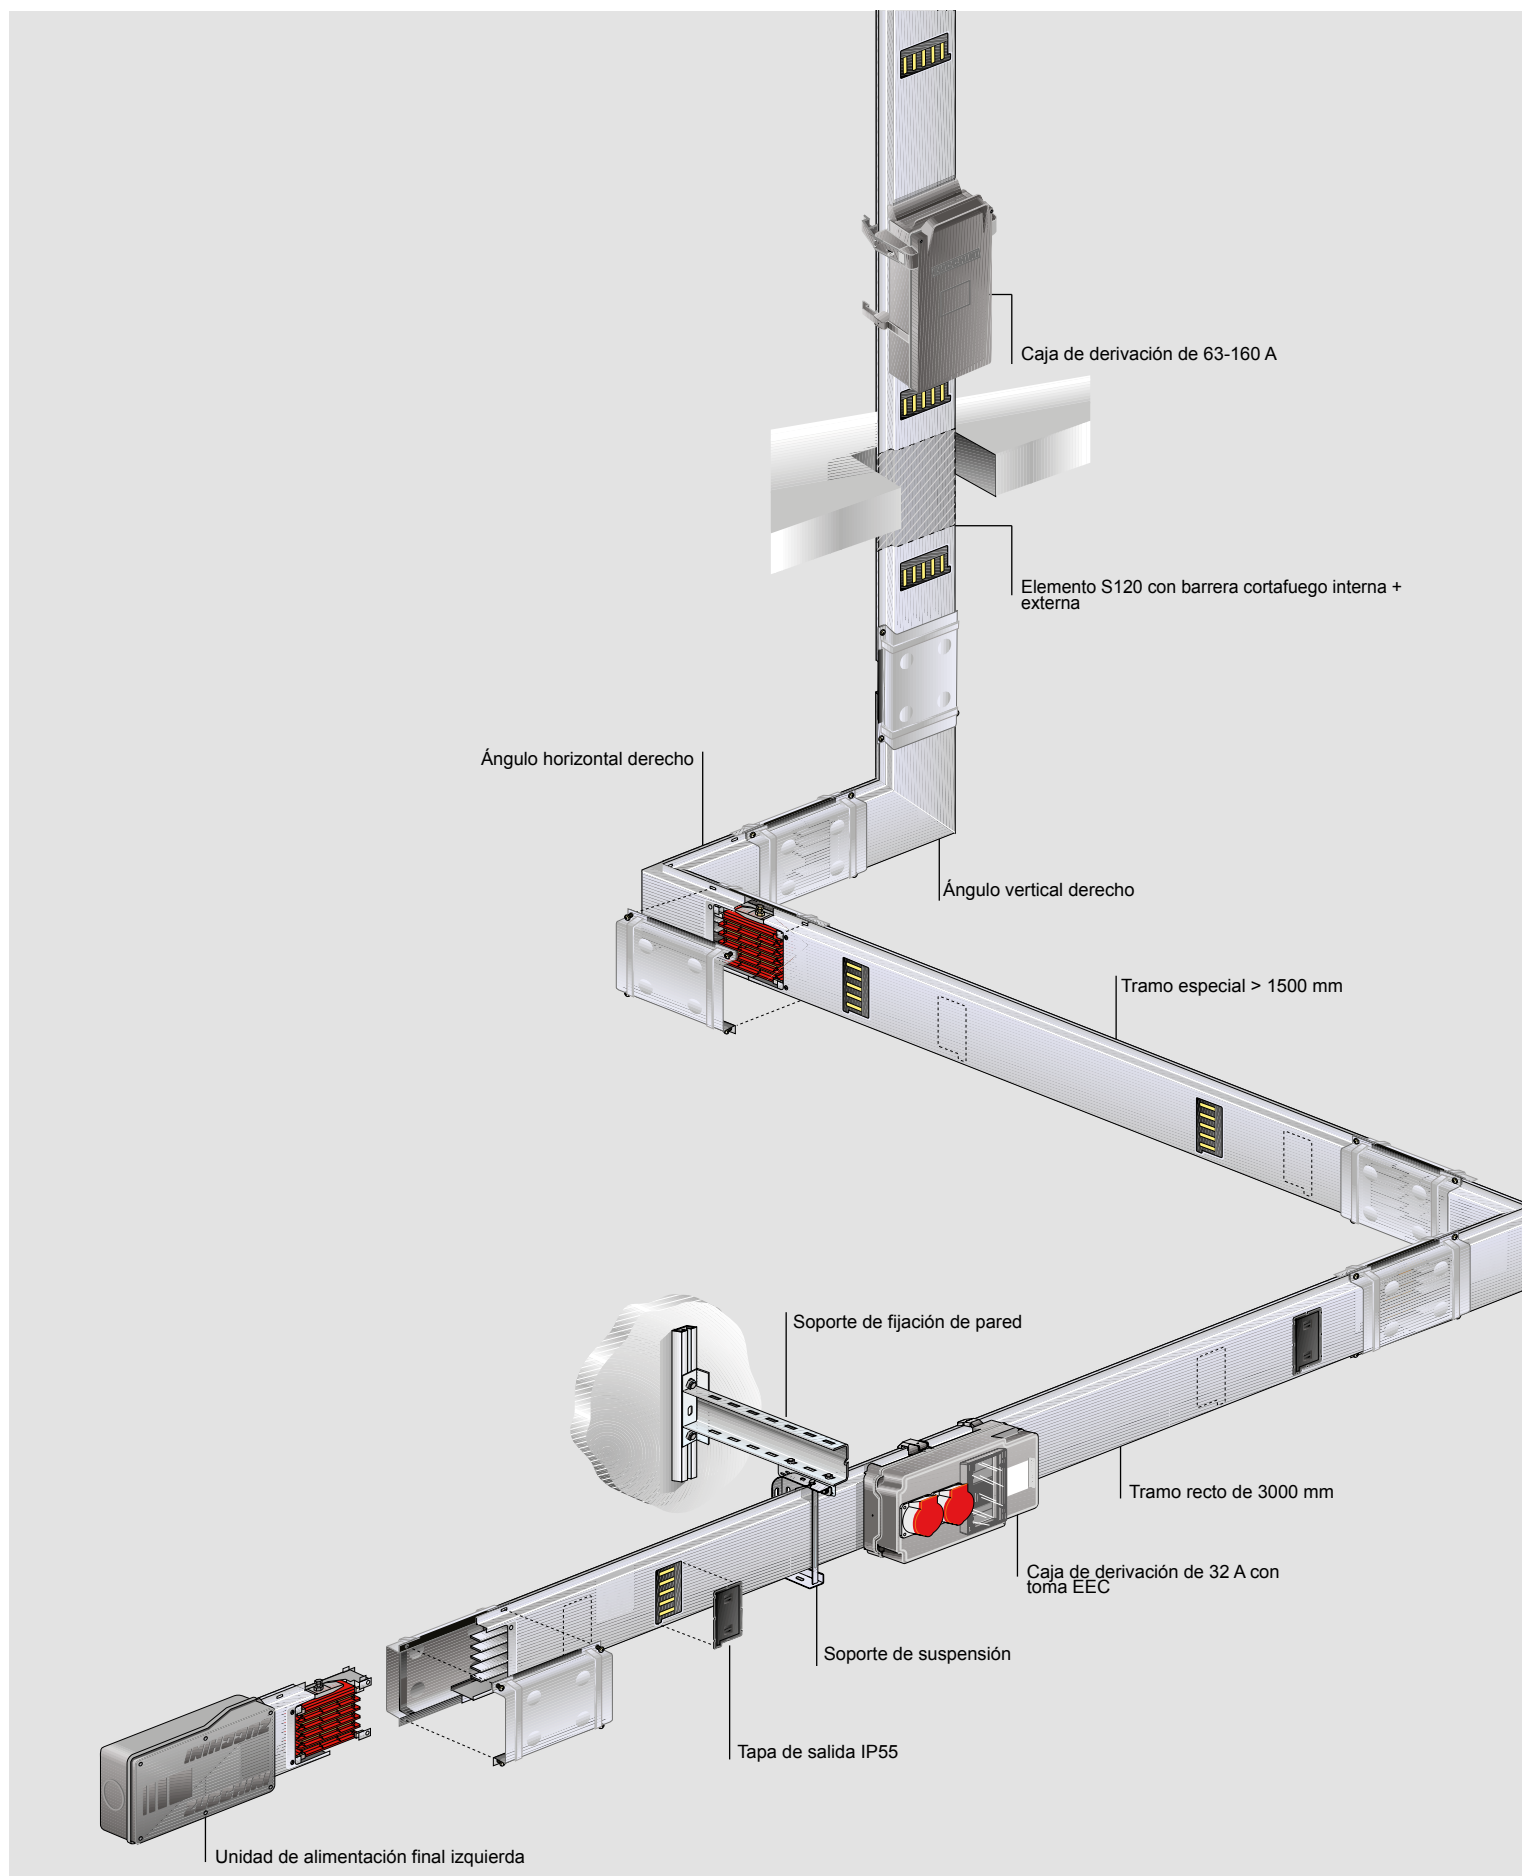 Caja de derivación de 63-160 A
Elemento S120 con barrera cortafuego interna +
externa
Ángulo horizontal derecho
Ángulo vertical derecho
Tramo especial > 1500 mm
Soporte de fijación de pared
Tramo recto de 3000 mm
Caja de derivación de 32 A con
toma EEC
Soporte de suspensión
Tapa de salida IP55
ZUCCHINI
ZUCCHINI
Unidad de alimentación final izquierda